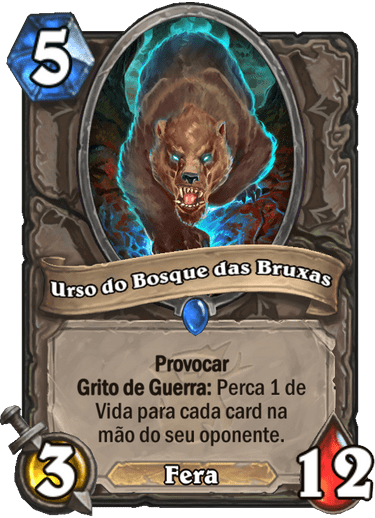 5
Urso do Bosque das Bruxas
Provocar
Grito de Guerra: Perca 1 de
Vida para cada card na
mão do seu oponente.
3
Fera
12